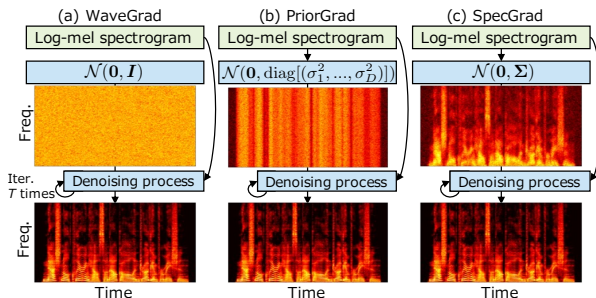 (a) WaveGrad
Log-mel spectrogram
𝒩(0, I)
Freq.
Iter.
T times
Denoising process
Freq.
Time
(b) PriorGrad
Log-mel spectrogram
𝒩(0, diag[(σ₁², ..., σ_D²)])
Denoising process
Time
(c) SpecGrad
Log-mel spectrogram
𝒩(0, Σ)
Denoising process
Time